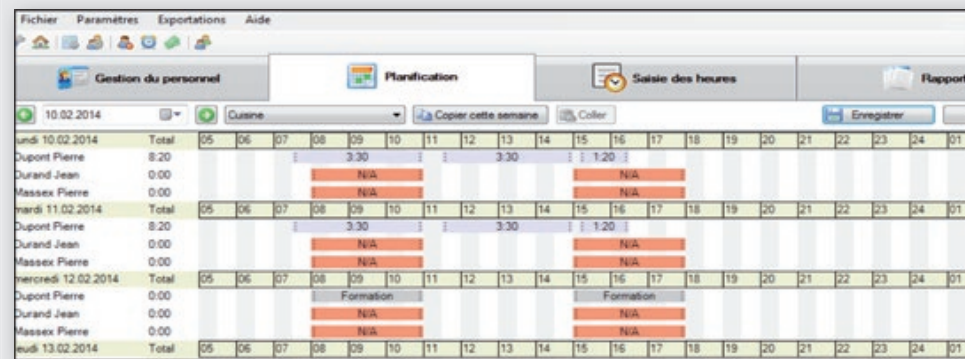 Fichier Paramètres Exportations Aide
Gestion du personnel Planification Saisie des heures Rapport
10.02.2014 Cuisine Copier cette semaine Coller Enregistrer
undi 10.02.2014 Total 05 06 07 08 09 10 11 12 13 14 15 16 17 18 19 20 21 22 23 24 01
Dupont Pierre 8:20 3:30 3:30 1:20
Durand Jean 0:00 N/A N/A
Massex Pierre 0:00 N/A N/A
mardi 11.02.2014 Total 05 06 07 08 09 10 11 12 13 14 15 16 17 18 19 20 21 22 23 24 01
Dupont Pierre 8:20 3:30 3:30 1:20
Durand Jean 0:00 N/A N/A
Massex Pierre 0:00 N/A N/A
mercredi 12.02.2014 Total 05 06 07 08 09 10 11 12 13 14 15 16 17 18 19 20 21 22 23 24 01
Dupont Pierre 0:00 Formation Formation
Durand Jean 0:00 N/A N/A
Massex Pierre 0:00 N/A N/A
eudi 13.02.2014 Total 05 06 07 08 09 10 11 12 13 14 15 16 17 18 19 20 21 22 23 24 01